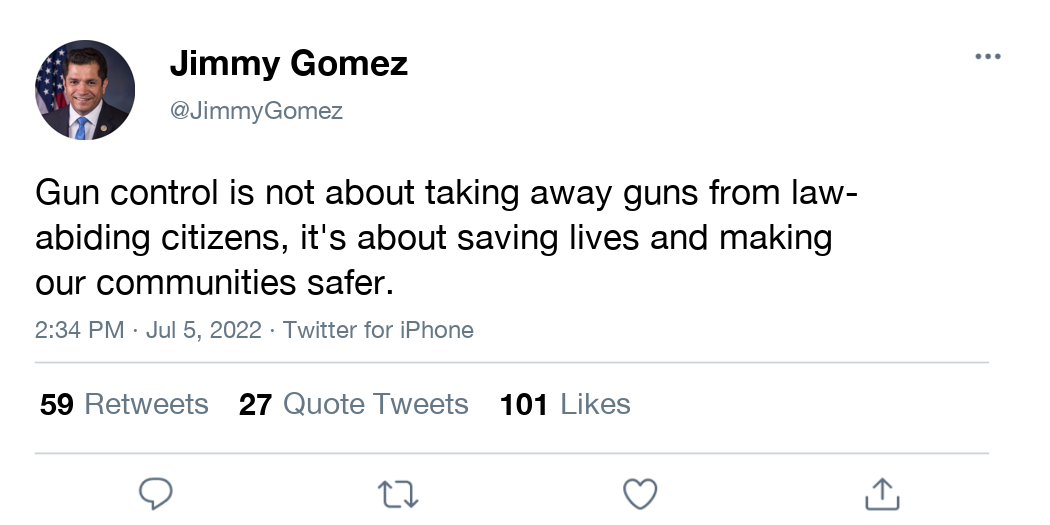 Jimmy Gomez
@JimmyGomez
Gun control is not about taking away guns from law-
abiding citizens, it's about saving lives and making
our communities safer.
2:34 PM · Jul 5, 2022 · Twitter for iPhone
59 Retweets 27 Quote Tweets 101 Likes